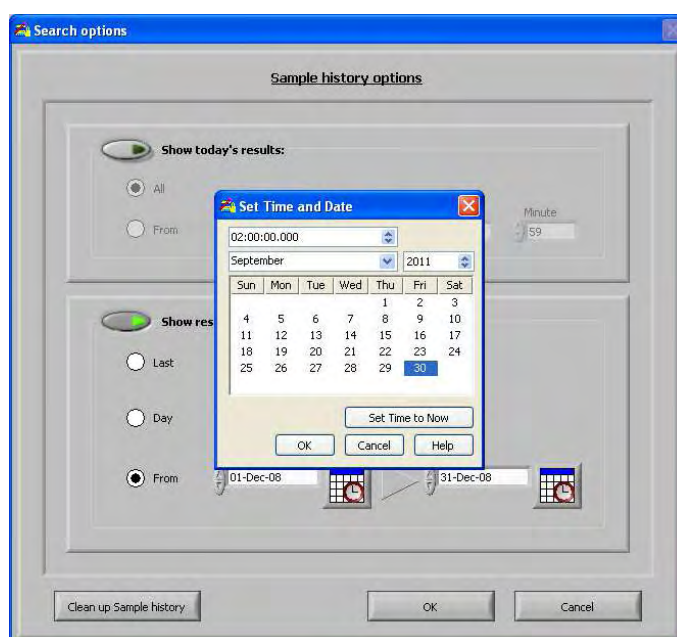 Search options
Sample history options
Show today's results:
All
From
Minute
59
Set Time and Date
02:00:00.000
September 2011
Sun Mon Tue Wed Thu Fri Sat
1 2 3
4 5 6 7 8 9 10
11 12 13 14 15 16 17
18 19 20 21 22 23 24
25 26 27 28 29 30
Set Time to Now
OK Cancel Help
Show res
Last
Day
From 01-Dec-08 31-Dec-08
Clean up Sample history OK Cancel